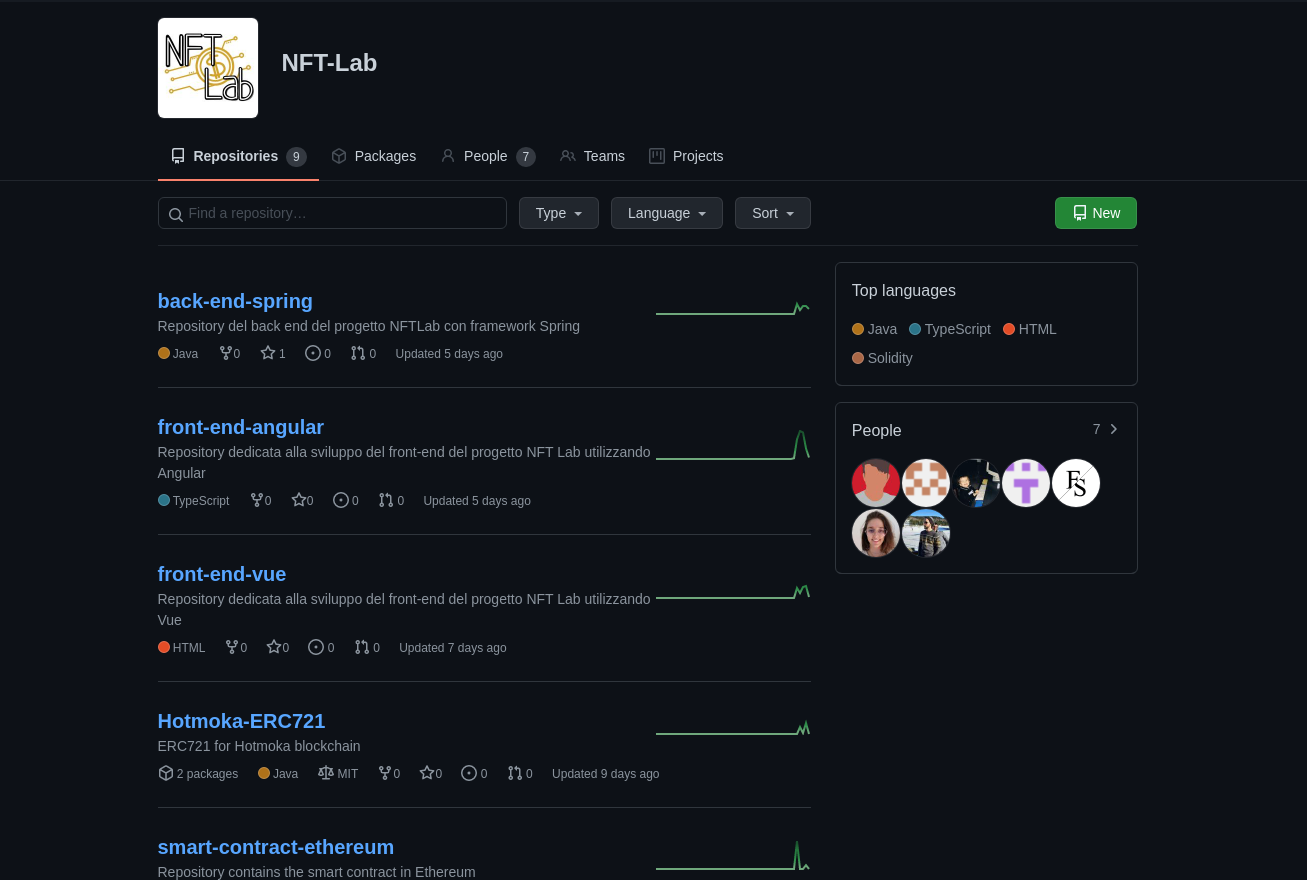 NFT
Lab
NFT-Lab
Repositories 9
Packages
People 7
Teams
Projects
Find a repository…
Type
Language
Sort
New
back-end-spring
Repository del back end del progetto NFTLab con framework Spring
Java 0 1 0 0 Updated 5 days ago
front-end-angular
Repository dedicata alla sviluppo del front-end del progetto NFT Lab utilizzando
Angular
TypeScript 0 0 0 0 Updated 5 days ago
front-end-vue
Repository dedicata alla sviluppo del front-end del progetto NFT Lab utilizzando
Vue
HTML 0 0 0 0 Updated 7 days ago
Hotmoka-ERC721
ERC721 for Hotmoka blockchain
2 packages Java MIT 0 0 0 0 Updated 9 days ago
smart-contract-ethereum
Repository contains the smart contract in Ethereum
Top languages
Java TypeScript HTML
Solidity
People 7
FS